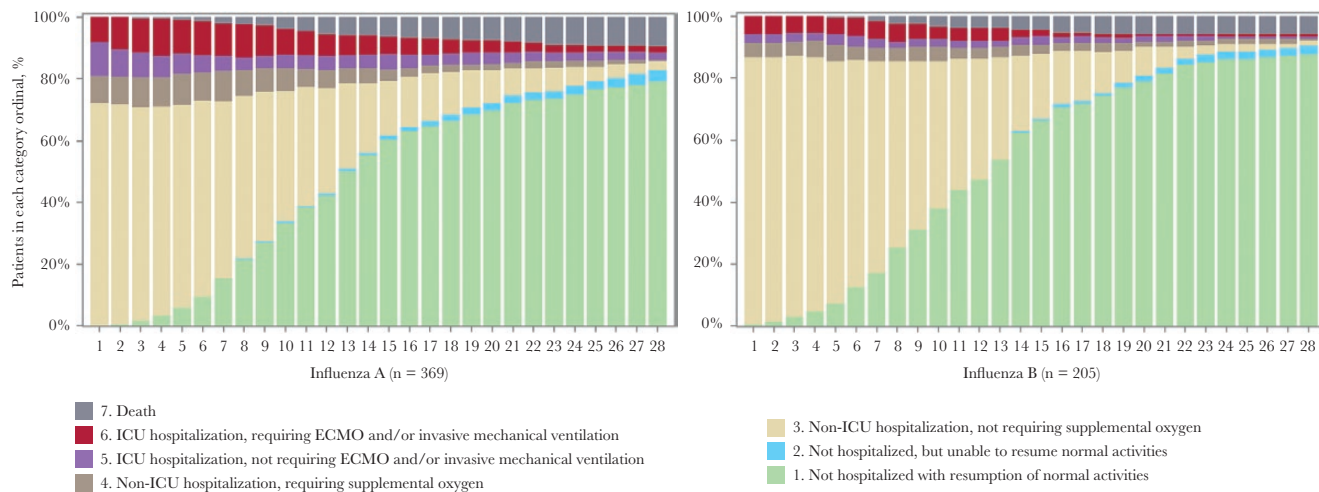 Patients in each category ordinal, %
100%
80%
60%
40%
20%
0%
1 2 3 4 5 6 7 8 9 10 11 12 13 14 15 16 17 18 19 20 21 22 23 24 25 26 27 28
Influenza A (n = 369)
100%
80%
60%
40%
20%
0%
1 2 3 4 5 6 7 8 9 10 11 12 13 14 15 16 17 18 19 20 21 22 23 24 25 26 27 28
Influenza B (n = 205)
7. Death
6. ICU hospitalization, requiring ECMO and/or invasive mechanical ventilation
5. ICU hospitalization, not requiring ECMO and/or invasive mechanical ventilation
4. Non-ICU hospitalization, requiring supplemental oxygen
3. Non-ICU hospitalization, not requiring supplemental oxygen
2. Not hospitalized, but unable to resume normal activities
1. Not hospitalized with resumption of normal activities